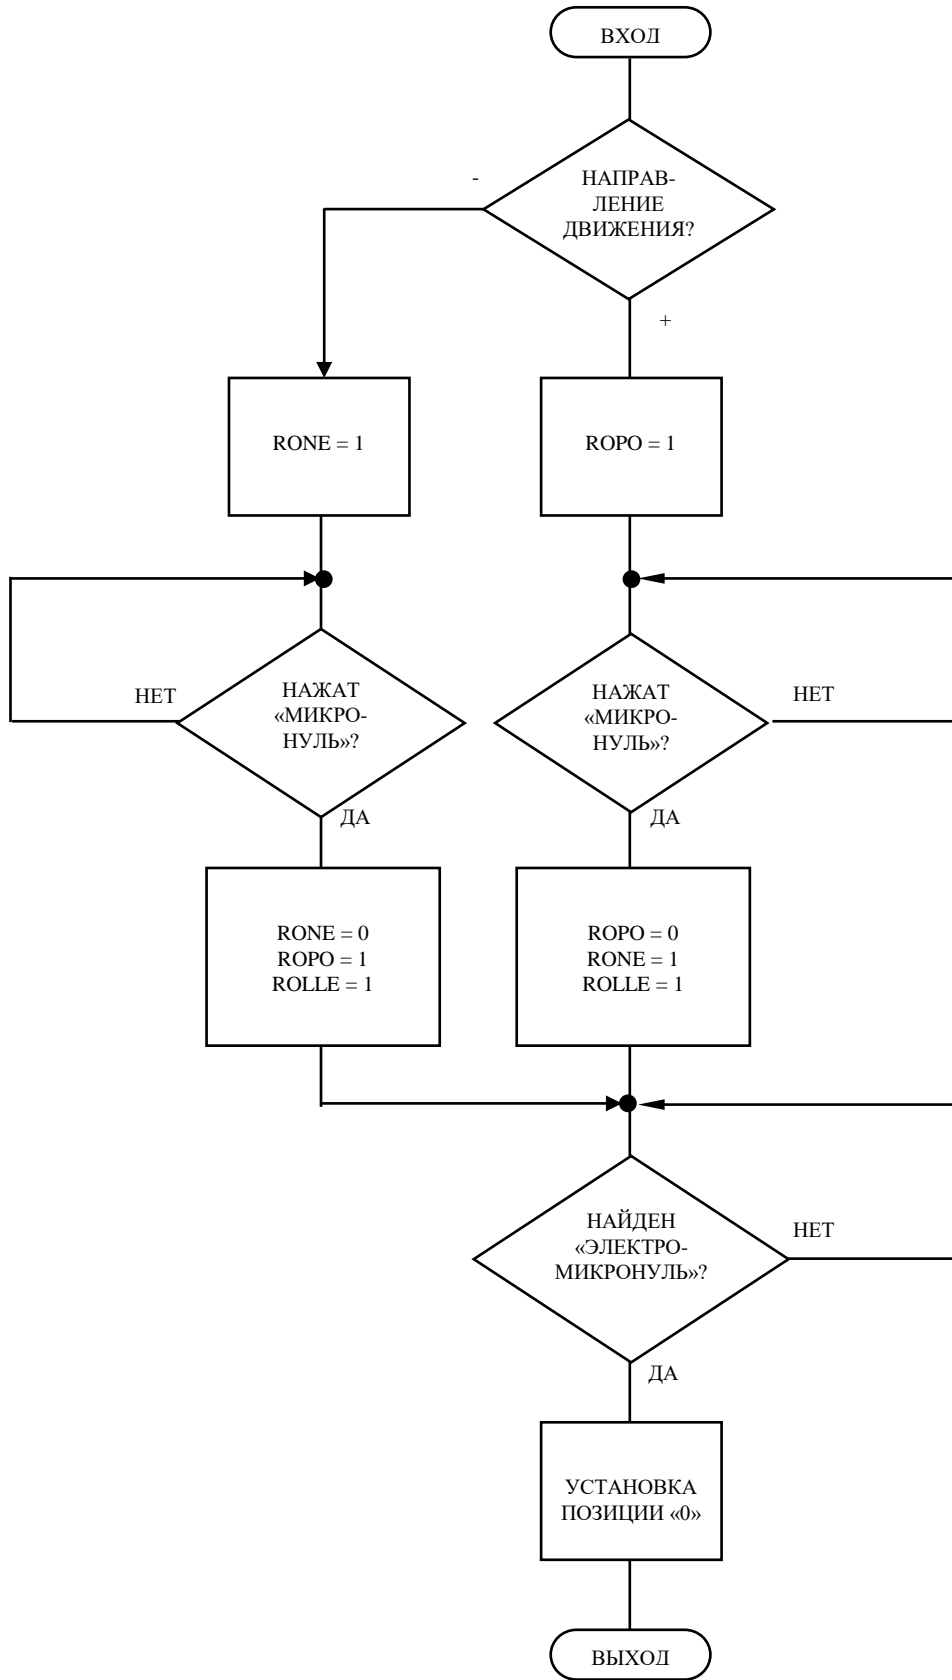 ВХОД
НАПРАВ-
ЛЕНИЕ
ДВИЖЕНИЯ?
-
+
RONE = 1
ROPO = 1
НАЖАТ
«МИКРО-
НУЛЬ»?
НЕТ
ДА
НАЖАТ
«МИКРО-
НУЛЬ»?
НЕТ
ДА
RONE = 0
ROPO = 1
ROLLE = 1
ROPO = 0
RONE = 1
ROLLE = 1
НАЙДЕН
«ЭЛЕКТРО-
МИКРОНУЛЬ»?
НЕТ
ДА
УСТАНОВКА
ПОЗИЦИИ «0»
ВЫХОД